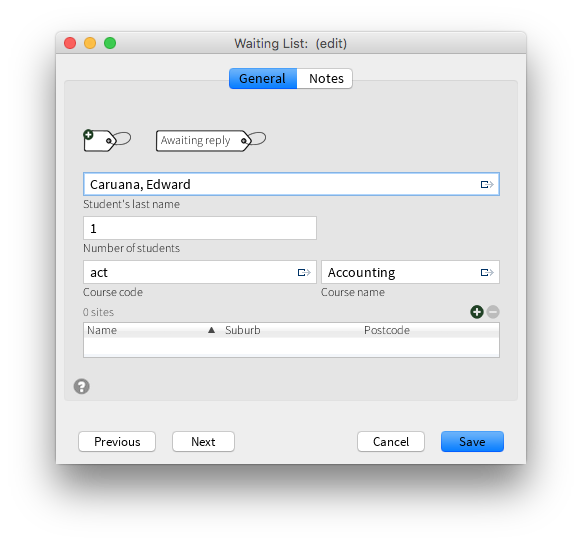 Waiting List: (edit)
General Notes
Awaiting reply
Caruana, Edward
Student's last name
1
Number of students
act Accounting
Course code Course name
0 sites
Name Suburb Postcode
?
Previous Next Cancel Save